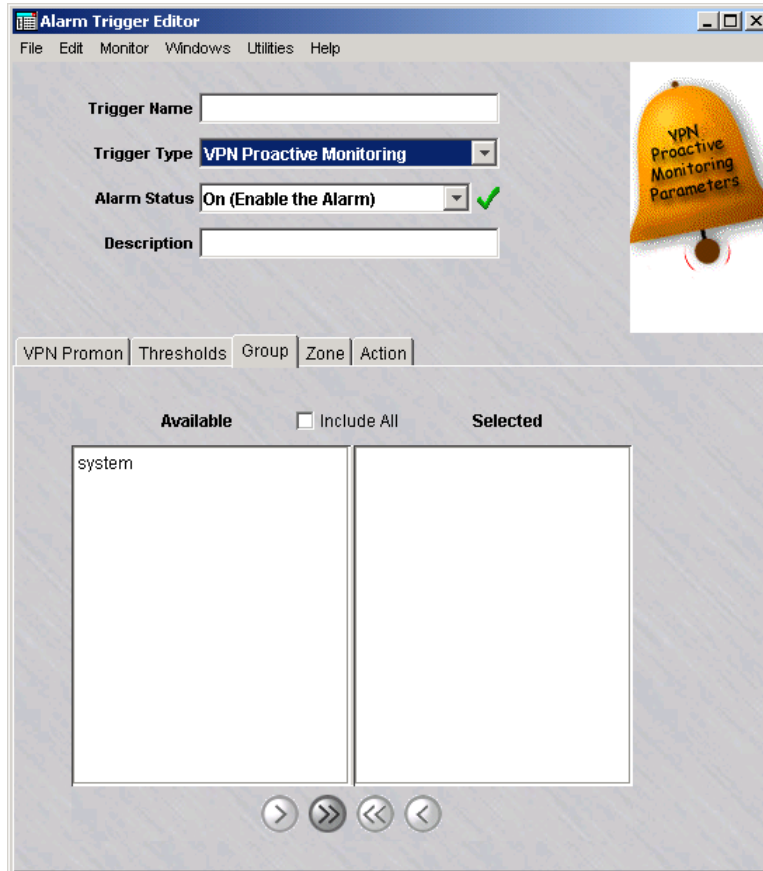 Alarm Trigger Editor
File Edit Monitor Windows Utilities Help
Trigger Name
Trigger Type VPN Proactive Monitoring
Alarm Status On (Enable the Alarm)
Description
VPN
Proactive
Monitoring
Parameters
VPN Promon Thresholds Group Zone Action
Available Include All Selected
system